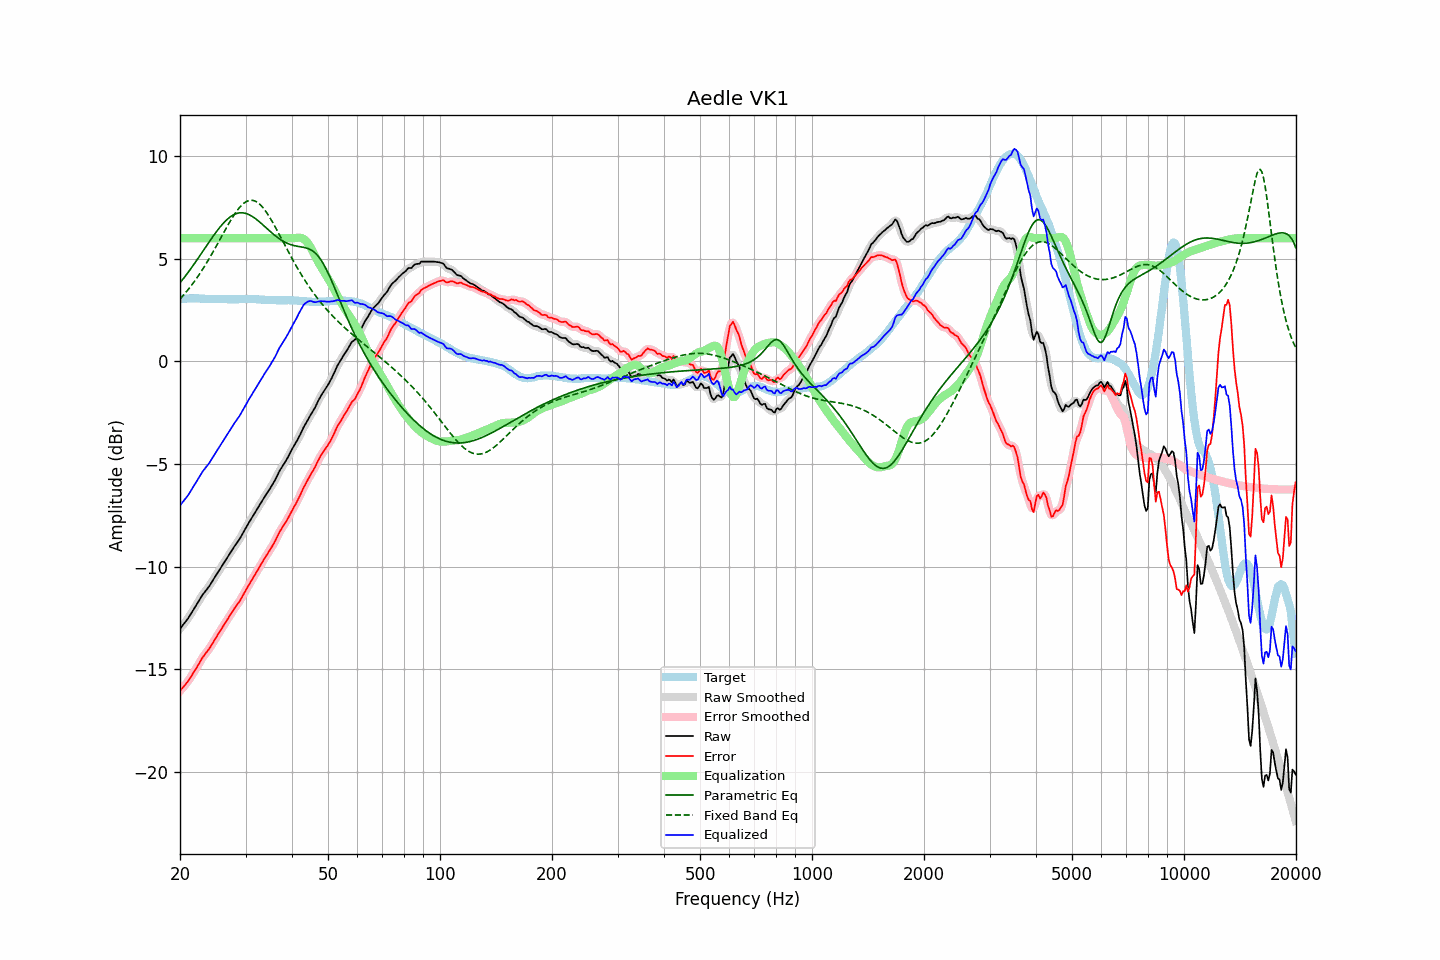 Aedle VK1
Amplitude (dBr)
10
5
0
−5
−10
−15
−20
Target
Raw Smoothed
Error Smoothed
Raw
Error
Equalization
Parametric Eq
Fixed Band Eq
Equalized
20 50 100 200 500 1000 2000 5000 10000 20000
Frequency (Hz)